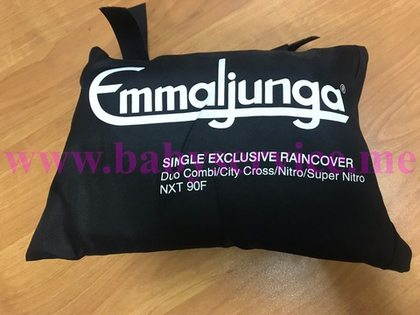 Emmaljunga®
SINGLE EXCLUSIVE RAINCOVER
Duo Combi/City Cross/Nitro/Super Nitro
NXT 90F